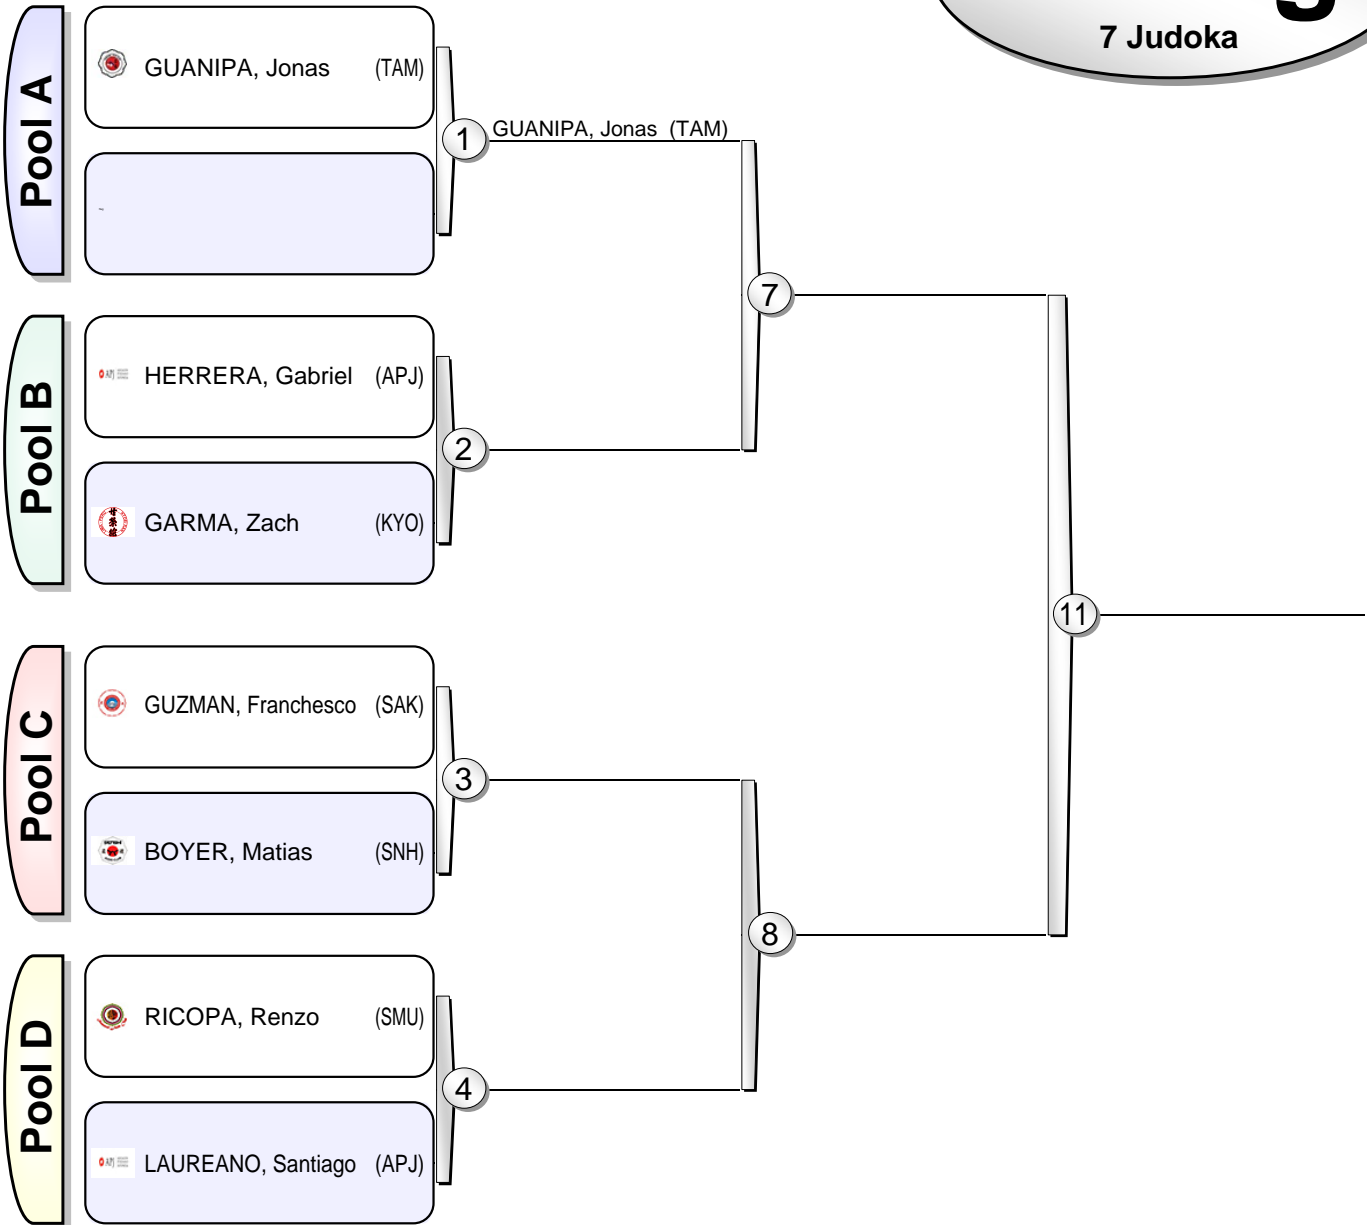 7 Judoka
Pool A
GUANIPA, Jonas (TAM)
1
GUANIPA, Jonas (TAM)
7
Pool B
HERRERA, Gabriel (APJ)
2
GARMA, Zach (KYO)
11
Pool C
GUZMAN, Franchesco (SAK)
3
BOYER, Matias (SNH)
8
Pool D
RICOPA, Renzo (SMU)
4
LAUREANO, Santiago (APJ)